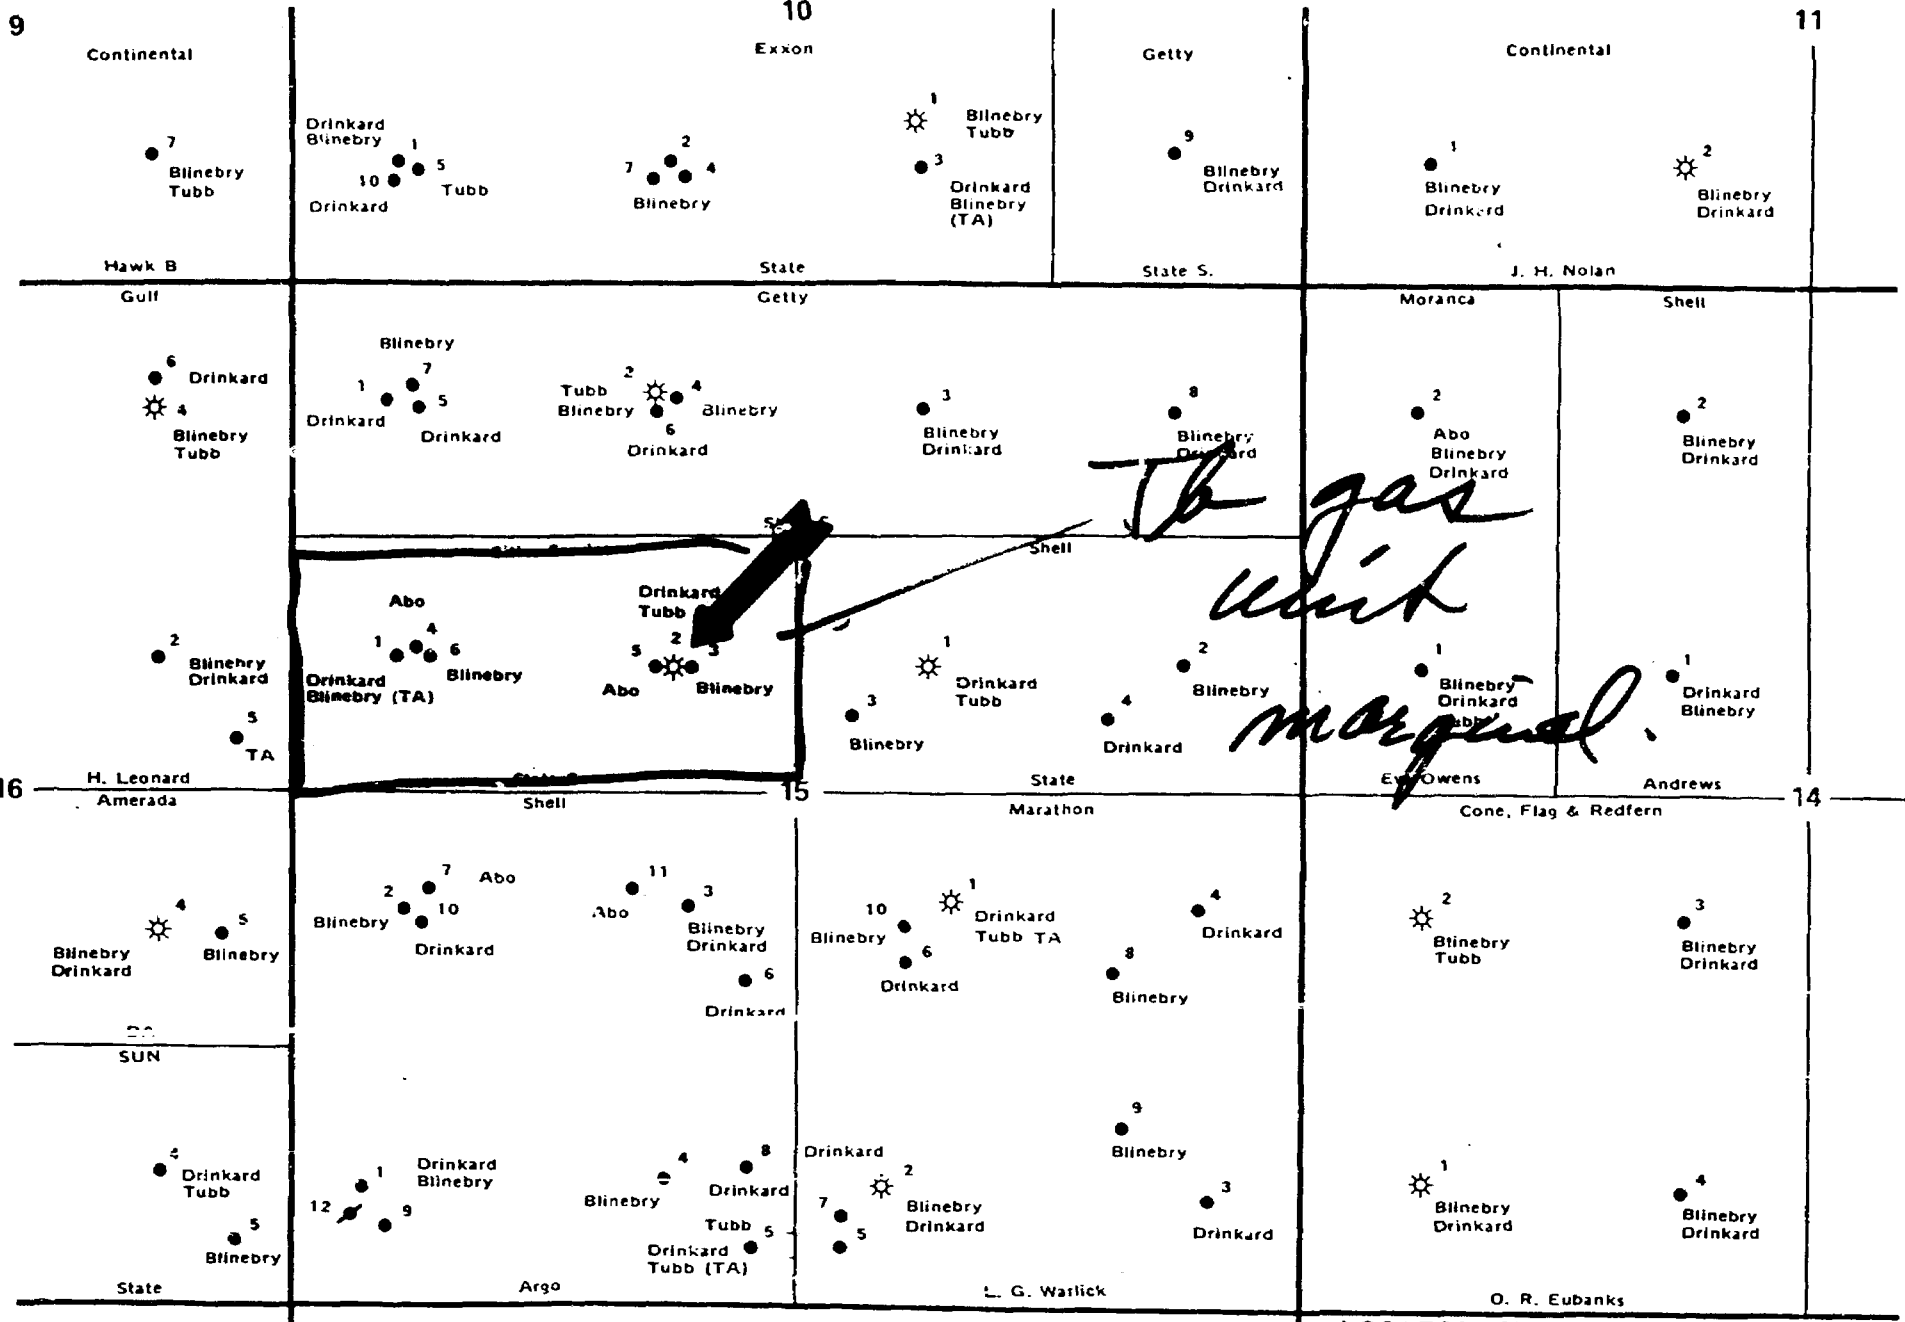 9
10
11
Continental
Exxon
Getty
Continental
7
Blinebry
Tubb
Drinkard
Blinebry
1
5
10
Tubb
Drinkard
2
7
4
Blinebry
1
Blinebry
Tubb
3
Drinkard
Blinebry
(TA)
9
Blinebry
Drinkard
1
Blinebry
Drinkard
2
Blinebry
Drinkard
Hawk B
State
State S.
J. H. Nolan
Gulf
Getty
Moranca
Shell
6
Drinkard
4
Blinebry
Tubb
Blinebry
7
1
5
Drinkard
Drinkard
2
Tubb
4
Blinebry
Blinebry
6
Drinkard
3
Blinebry
Drinkard
8
Blinebry
Drinkard
2
Abo
Blinebry
Drinkard
2
Blinebry
Drinkard
gas
unit
marginal.
Shell
2
Blinebry
Drinkard
5
TA
Abo
4
1
6
Blinebry
Drinkard
Blinebry (TA)
Drinkard
Tubb
5
2
3
Abo
Blinebry
1
Drinkard
Tubb
3
Blinebry
2
Blinebry
4
Drinkard
1
Blinebry
Drinkard
Tubb
1
Drinkard
Blinebry
H. Leonard
State
Owens
Andrews
16
15
14
Amerada
Shell
Marathon
Cone, Flag & Redfern
4
5
Blinebry
Drinkard
Blinebry
7
Abo
2
10
Blinebry
Drinkard
11
Abo
3
Blinebry
Drinkard
6
Drinkard
1
Drinkard
Tubb TA
10
Blinebry
6
Drinkard
4
Drinkard
8
Blinebry
2
Blinebry
Tubb
3
Blinebry
Drinkard
SUN
4
Drinkard
Tubb
5
Blinebry
1
Drinkard
Blinebry
12
9
4
Blinebry
8
Drinkard
Tubb
5
Drinkard
Tubb (TA)
Drinkard
2
Blinebry
Drinkard
7
5
9
Blinebry
3
Drinkard
1
Blinebry
Drinkard
4
Blinebry
Drinkard
State
Argo
L. G. Warlick
O. R. Eubanks